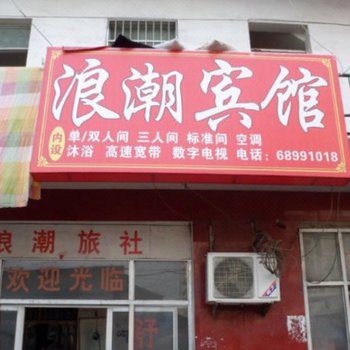 浪潮宾馆
内设
单/双人间 三人间 标准间 空调
沐浴 高速宽带 数字电视 电话：68991018
浪潮旅社
欢迎光临
舒